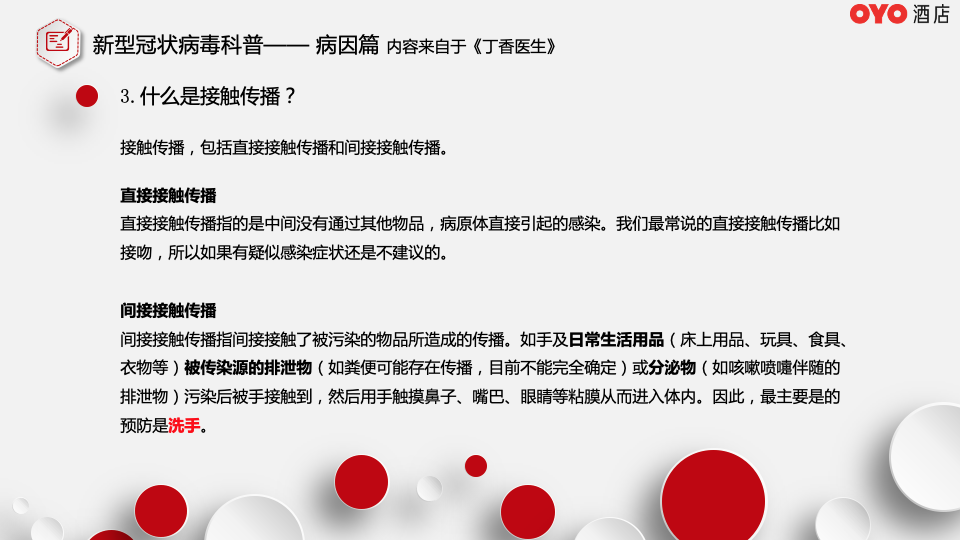 OYO 酒店
新型冠状病毒科普—— 病因篇 内容来自于《丁香医生》
3. 什么是接触传播？
接触传播，包括直接接触传播和间接接触传播。
直接接触传播
直接接触传播指的是中间没有通过其他物品，病原体直接引起的感染。我们最常说的直接接触传播比如
接吻，所以如果有疑似感染症状还是不建议的。
间接接触传播
间接接触传播指间接接触了被污染的物品所造成的传播。如手及日常生活用品（床上用品、玩具、食具、
衣物等）被传染源的排泄物（如粪便可能存在传播，目前不能完全确定）或分泌物（如咳嗽喷嚏伴随的
排泄物）污染后被手接触到，然后用手触摸鼻子、嘴巴、眼睛等粘膜从而进入体内。因此，最主要是的
预防是洗手。